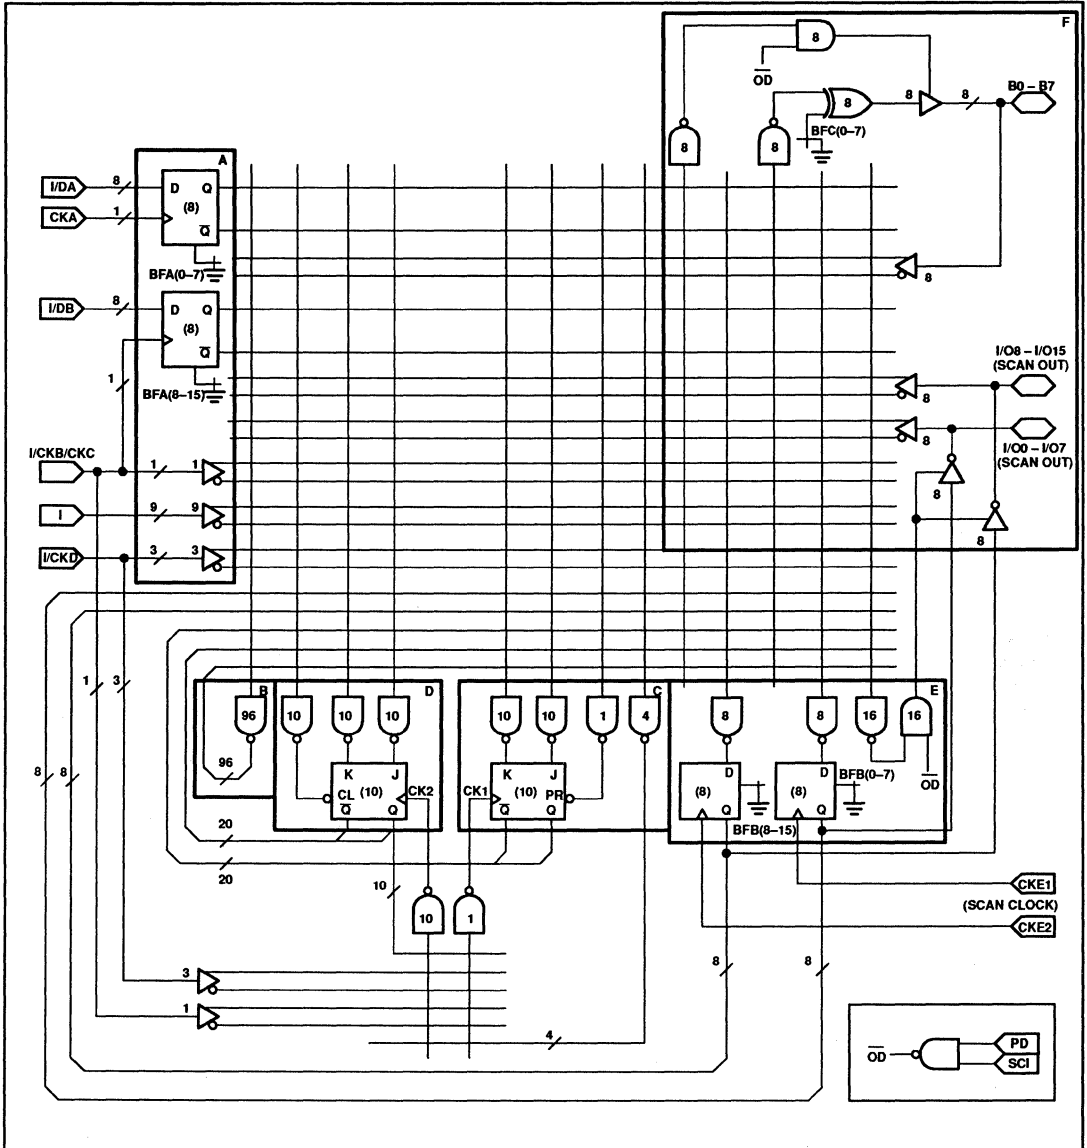 F
8
OD
B0 – B7
8
8
8
BFC(0–7)
8
8
A
I/DA
8
D Q
(8)
CKA
1
Q
BFA(0–7)
8
I/DB
8
D Q
(8)
Q
1
BFA(8–15)
I/O8 – I/O15
(SCAN OUT)
8
I/O0 – I/O7
(SCAN OUT)
8
I/CKB/CKC
1 1
8
I
9 9
8
I/CKD
3 3
1 3
B
D
C
E
96
10
10
10
10
10
1
4
8
8
16
16
OD
8 8
96
K J
(10)
CL
CK2
Q Q
CK1
K J
(10)
PR
Q Q
D
(8)
Q
D
(8)
Q
BFB(0–7)
BFB(8–15)
20
20
10
10
1
CKE1
(SCAN CLOCK)
CKE2
3
8
8
1
4
OD
PD
SCI